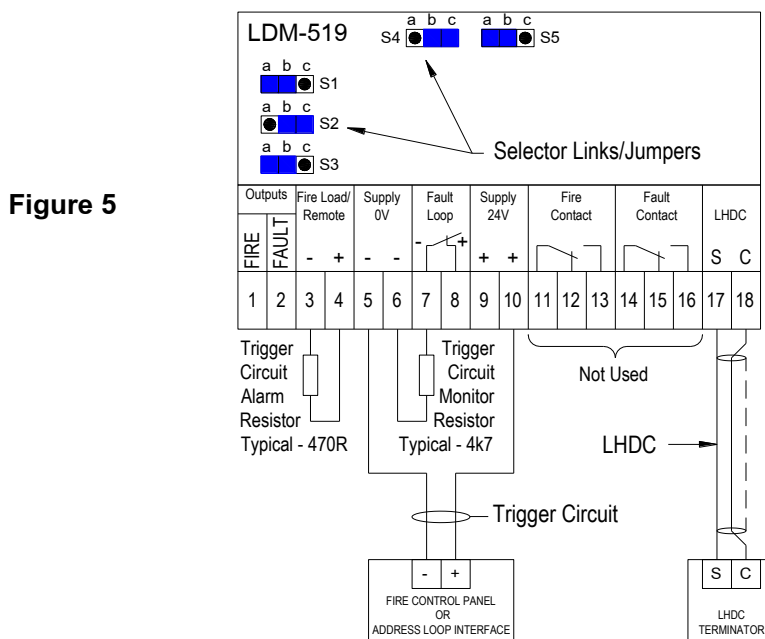 Figure 5
LDM-519
a b c
S4
a b c
S5
a b c
S1
a b c
S2
a b c
S3
Selector Links/Jumpers
Outputs
FIRE
FAULT
Fire Load/
Remote
- +
Supply
0V
- -
Fault
Loop
- +
Supply
24V
+ +
Fire
Contact
Fault
Contact
LHDC
S C
1 2 3 4 5 6 7 8 9 10 11 12 13 14 15 16 17 18
Trigger
Circuit
Alarm
Resistor
Typical - 470R
Trigger
Circuit
Monitor
Resistor
Typical - 4k7
Not Used
LHDC
Trigger Circuit
- +
FIRE CONTROL PANEL
OR
ADDRESS LOOP INTERFACE
S C
LHDC
TERMINATOR